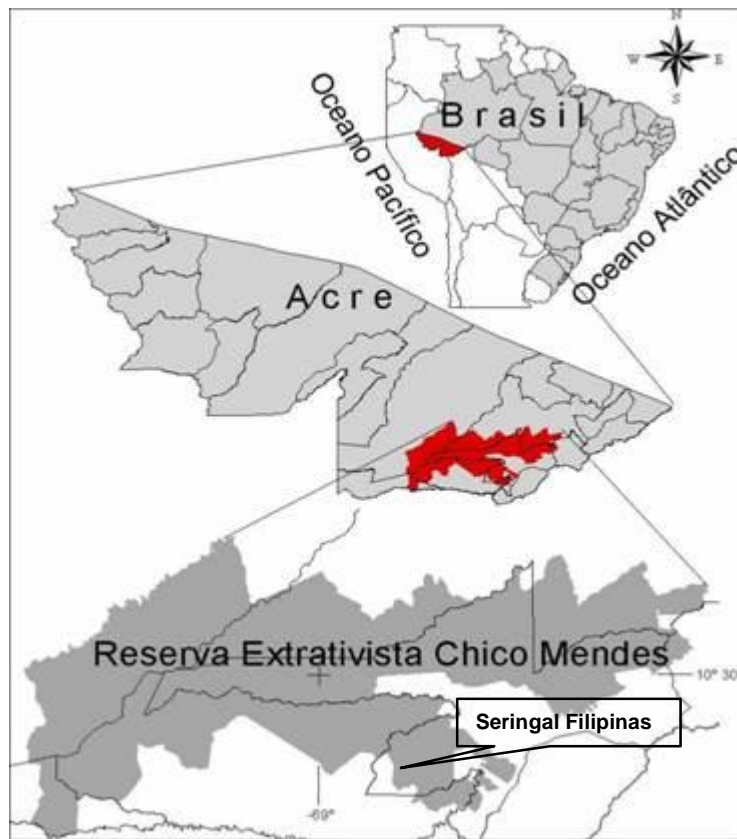 N
W E
S
Brasil
Oceano Pacífico
Oceano Atlântico
Acre
Reserva Extrativista Chico Mendes
10° 30
Seringal Filipinas
-69°